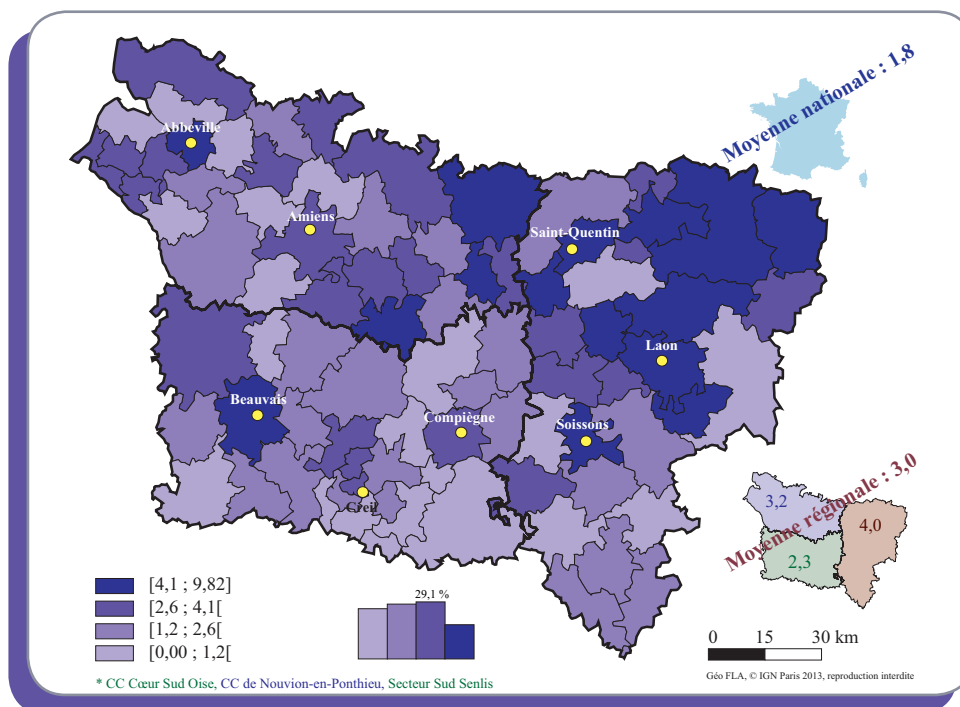 Moyenne nationale : 1,8
Abbeville
Amiens
Saint-Quentin
Laon
Beauvais
Compiègne
Soissons
Creil
Moyenne régionale : 3,0
3,2
4,0
2,3
[4,1 ; 9,82]
[2,6 ; 4,1[
[1,2 ; 2,6[
[0,00 ; 1,2[
29,1 %
0 15 30 km
Géo FLA, © IGN Paris 2013, reproduction interdite
* CC Cœur Sud Oise, CC de Nouvion-en-Ponthieu, Secteur Sud Senlis